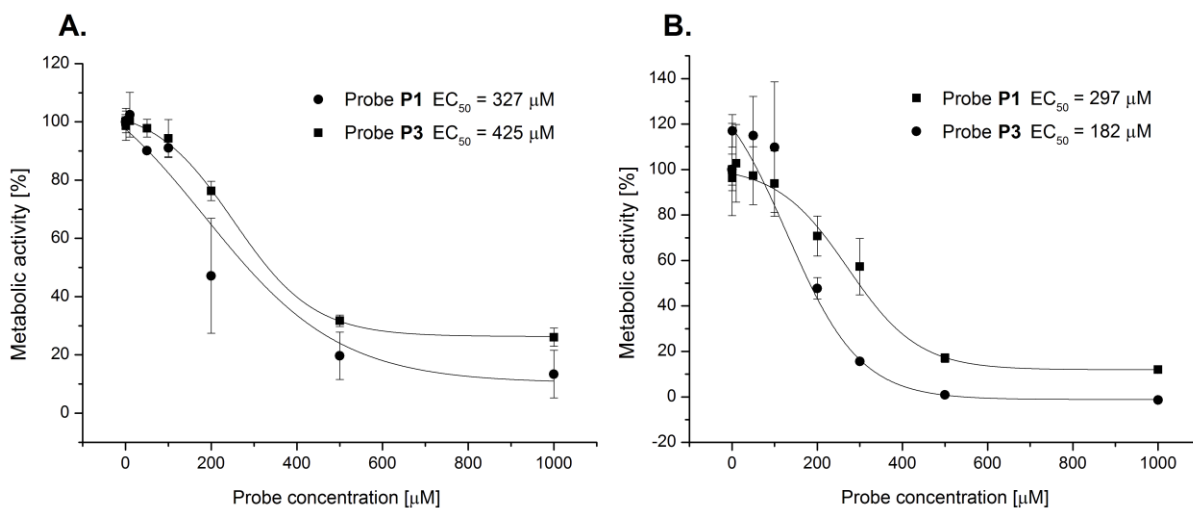 A.
120
100
80
60
40
20
0
Metabolic activity [%]
● Probe P1 EC₅₀ = 327 μM
■ Probe P3 EC₅₀ = 425 μM
0 200 400 600 800 1000
Probe concentration [μM]
B.
140
120
100
80
60
40
20
0
-20
Metabolic activity [%]
■ Probe P1 EC₅₀ = 297 μM
● Probe P3 EC₅₀ = 182 μM
0 200 400 600 800 1000
Probe concentration [μM]